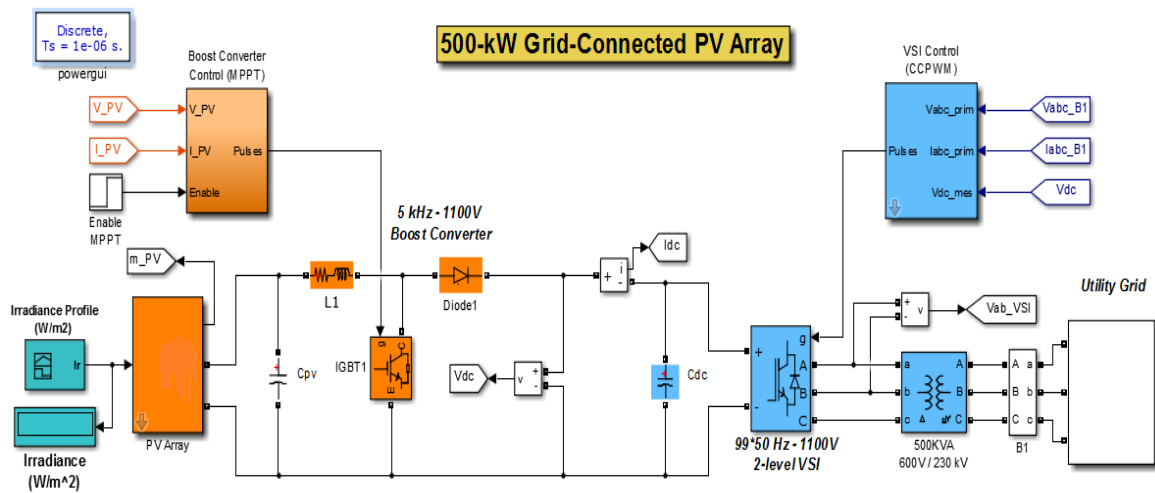 Discrete,
Ts = 1e-06 s.
powergui
500-kW Grid-Connected PV Array
Boost Converter
Control (MPPT)
V_PV
I_PV
V_PV
I_PV
Enable
Pulses
Enable
MPPT
VSI Control
(CCPWM)
Pulses
Vabc_prim
Iabc_prim
Vdc_mes
Vabc_B1
Iabc_B1
Vdc
5 kHz - 1100V
Boost Converter
m_PV
Irradiance Profile
(W/m2)
Ir
PV Array
Irradiance
(W/m^2)
L1
Diode1
Cpv
IGBT1
g
C
E
Idc
+
i
-
Vdc
v
+
-
Cdc
+
-
g
A
B
C
99*50 Hz - 1100V
2-level VSI
+
-
v
Vab_VSI
a
b
c
A
B
C
Δ
500KVA
600V / 230 kV
A
B
C
a
b
c
B1
Utility Grid